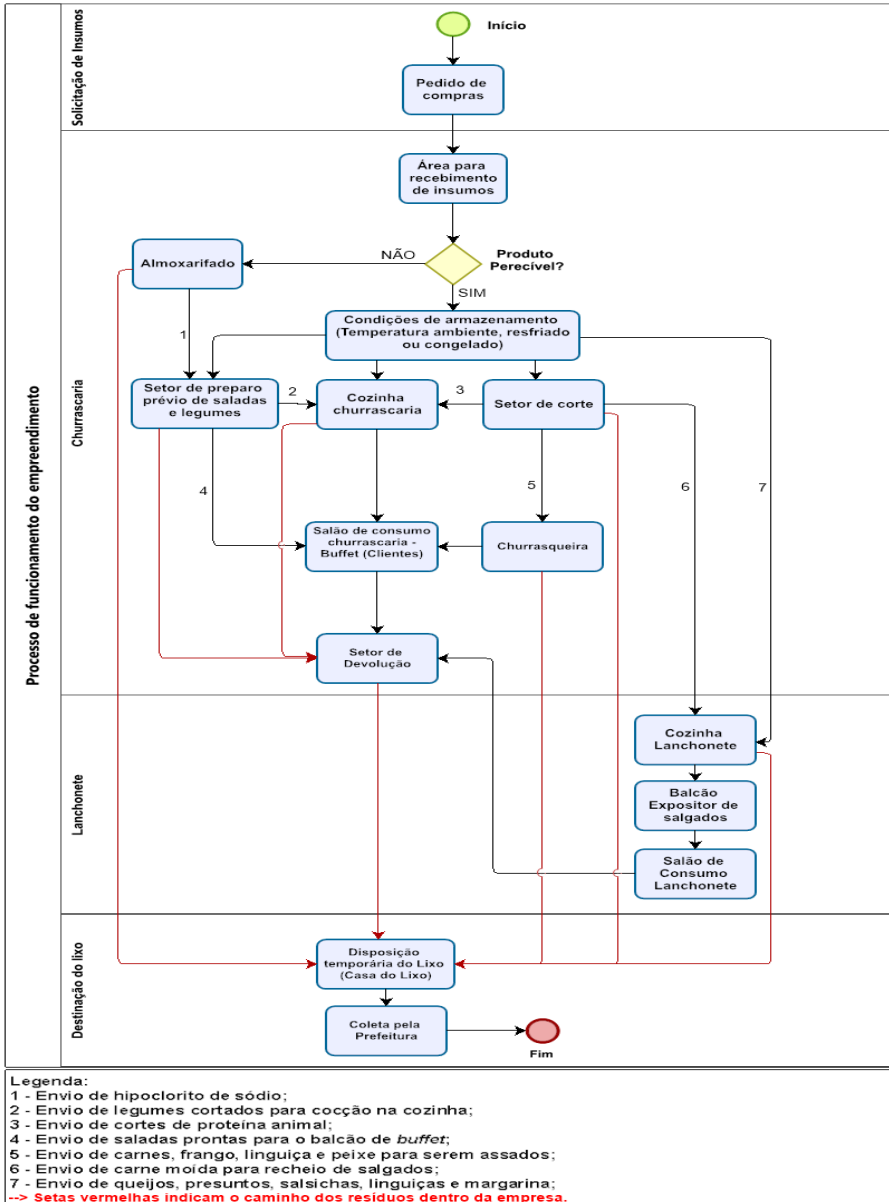 Processo de funcionamento do empreendimento
Solicitação de Insumos
Início
Pedido de
compras
Churrascaria
Área para
recebimento
de insumos
Almoxarifado
NÃO
Produto
Perecível?
SIM
1
Condições de armazenamento
(Temperatura ambiente, resfriado
ou congelado)
Setor de preparo
prévio de saladas
e legumes
2
Cozinha
churrascaria
3
Setor de corte
4
5
6
7
Salão de consumo
churrascaria -
Buffet (Clientes)
Churrasqueira
Setor de
Devolução
Lanchonete
Cozinha
Lanchonete
Balcão
Expositor de
salgados
Salão de
Consumo
Lanchonete
Destinação do lixo
Disposição
temporária do Lixo
(Casa do Lixo)
Coleta pela
Prefeitura
Fim
Legenda:
1 - Envio de hipoclorito de sódio;
2 - Envio de legumes cortados para cocção na cozinha;
3 - Envio de cortes de proteína animal;
4 - Envio de saladas prontas para o balcão de buffet;
5 - Envio de carnes, frango, linguiça e peixe para serem assados;
6 - Envio de carne moída para recheio de salgados;
7 - Envio de queijos, presuntos, salsichas, linguiças e margarina;
--> Setas vermelhas indicam o caminho dos resíduos dentro da empresa.